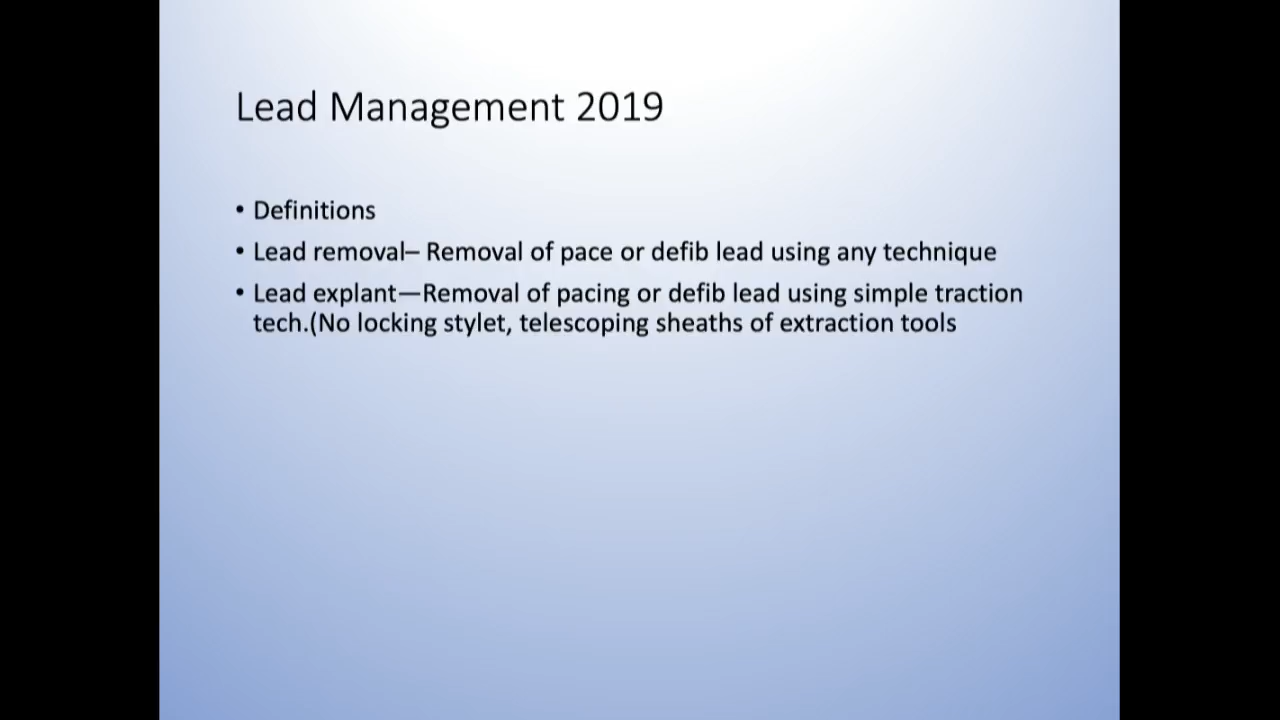 Lead Management 2019
• Definitions
• Lead removal– Removal of pace or defib lead using any technique
• Lead explant—Removal of pacing or defib lead using simple traction
tech.(No locking stylet, telescoping sheaths of extraction tools